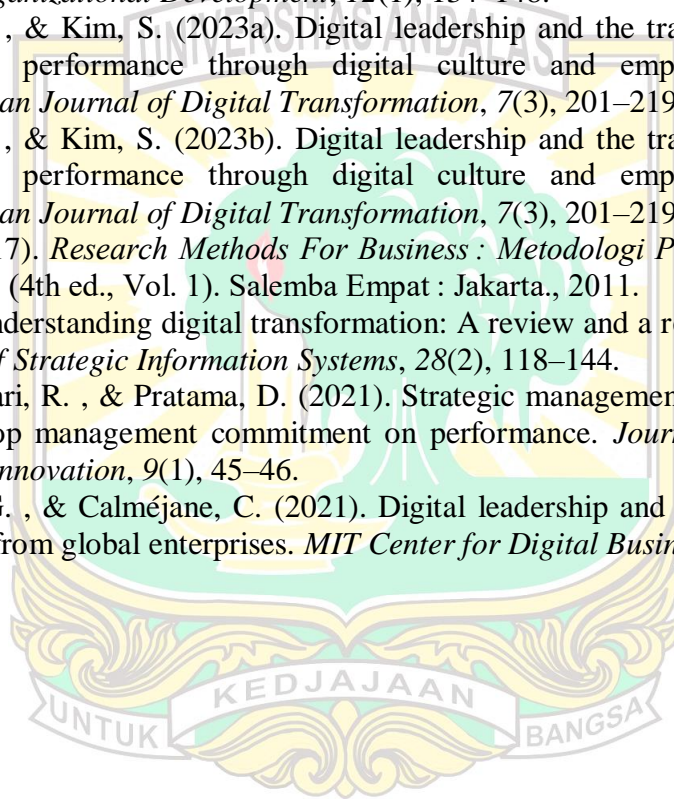 ganizational Development, 12(1), 134–148.
, & Kim, S. (2023a). Digital leadership and the tra
performance through digital culture and emp
an Journal of Digital Transformation, 7(3), 201–219
, & Kim, S. (2023b). Digital leadership and the tra
performance through digital culture and emp
an Journal of Digital Transformation, 7(3), 201–219
17). Research Methods For Business : Metodologi P
(4th ed., Vol. 1). Salemba Empat : Jakarta., 2011.
nderstanding digital transformation: A review and a re
f Strategic Information Systems, 28(2), 118–144.
ari, R. , & Pratama, D. (2021). Strategic management
op management commitment on performance. Journ
nnovation, 9(1), 45–46.
G. , & Calméjane, C. (2021). Digital leadership and
from global enterprises. MIT Center for Digital Busin
UNIVERSITAS ANDALAS
UNTUK KEDJAJAAN BANGSA